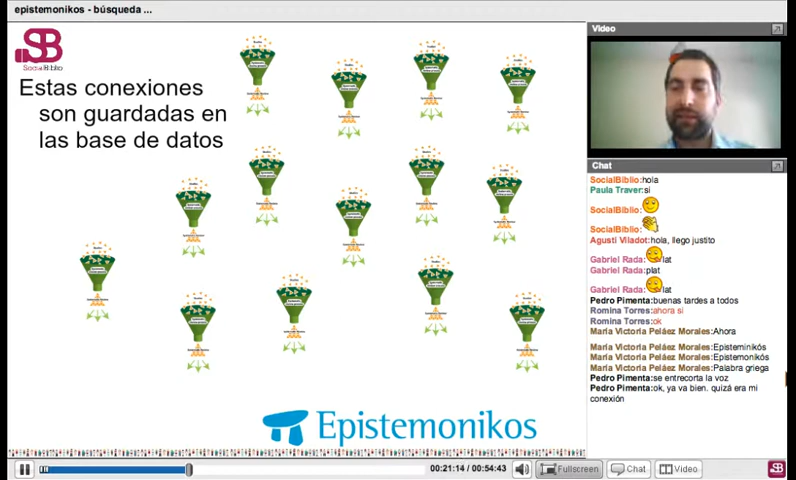 epistemonikos - búsqueda ...
SB
SocialBiblio
Estas conexiones
son guardadas en
las base de datos
Epistemonikos
Video
Chat
SocialBiblio:hola
Paula Traver:si
SocialBiblio:
SocialBiblio:
Agusti Viladot:hola, llego justito
Gabriel Rada: lat
Gabriel Rada:plat
Gabriel Rada: lat
Pedro Pimenta:buenas tardes a todos
Romina Torres:ahora si
Romina Torres:ok
María Victoria Peláez Morales:Ahora
María Victoria Peláez Morales:Episteminikós
María Victoria Peláez Morales:Epistemonikós
María Victoria Peláez Morales:Palabra griega
Pedro Pimenta:se entrecorta la voz
Pedro Pimenta:ok, ya va bien. quizá era mi
conexión
00:21:14 / 00:54:43
Fullscreen
Chat
Video
SB